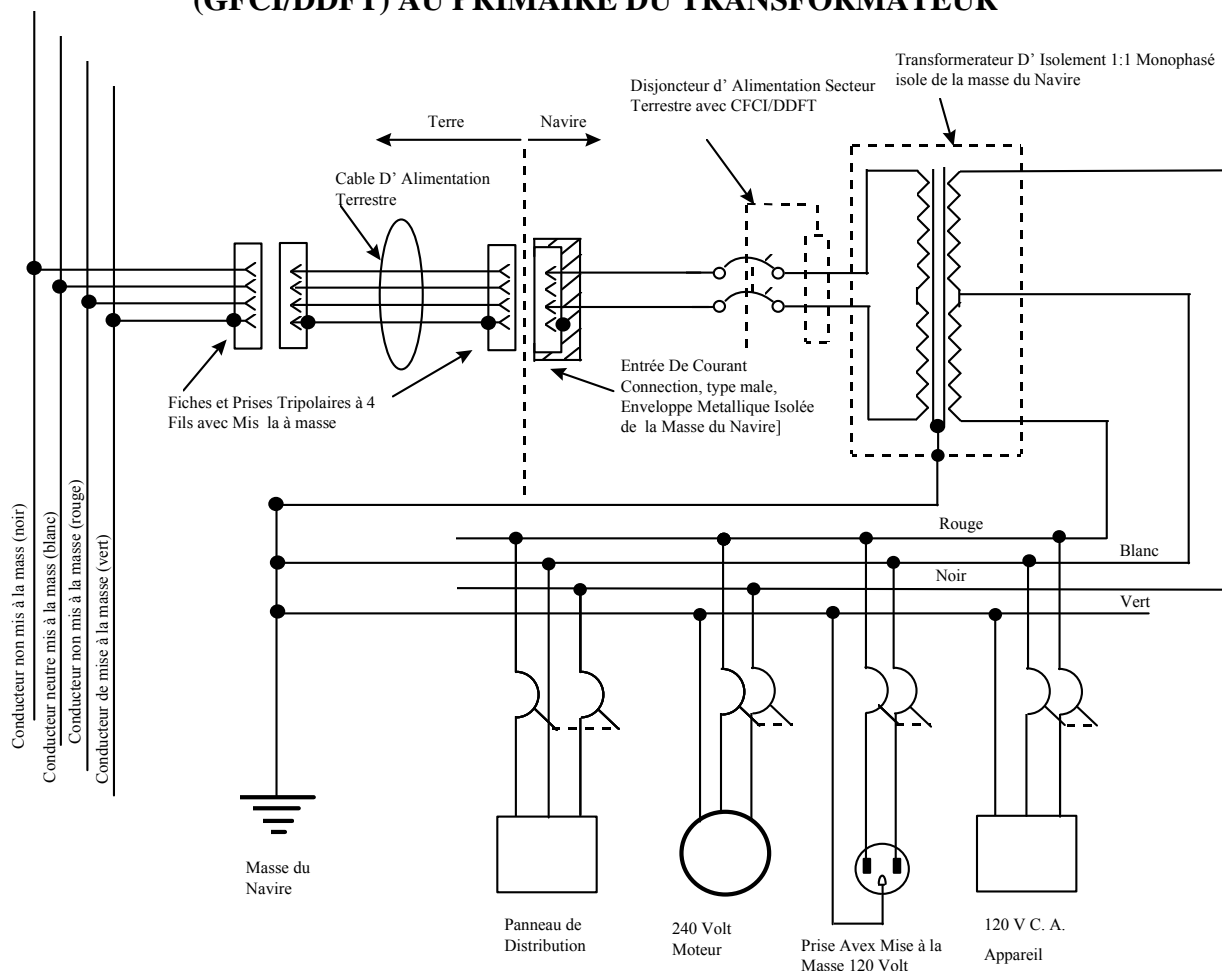 (GFCI/DDFT) AU PRIMAIRE DU TRANSFORMATEUR
Transformerateur D' Isolement 1:1 Monophasé
isole de la masse du Navire
Disjoncteur d' Alimentation Secteur
Terrestre avec CFCI/DDFT
Terre
Navire
Cable D' Alimentation
Terrestre
Entrée De Courant
Connection, type male,
Enveloppe Metallique Isolée
de la Masse du Navire]
Fiches et Prises Tripolaires à 4
Fils avec Mis la à masse
Conducteur non mis à la mass (noir)
Conducteur neutre mis à la mass (blanc)
Conducteur non mis à la masse (rouge)
Conducteur de mise à la masse (vert)
Rouge
Blanc
Noir
Vert
Masse du
Navire
Panneau de
Distribution
240 Volt
Moteur
Prise Avex Mise à la
Masse 120 Volt
120 V C. A.
Appareil